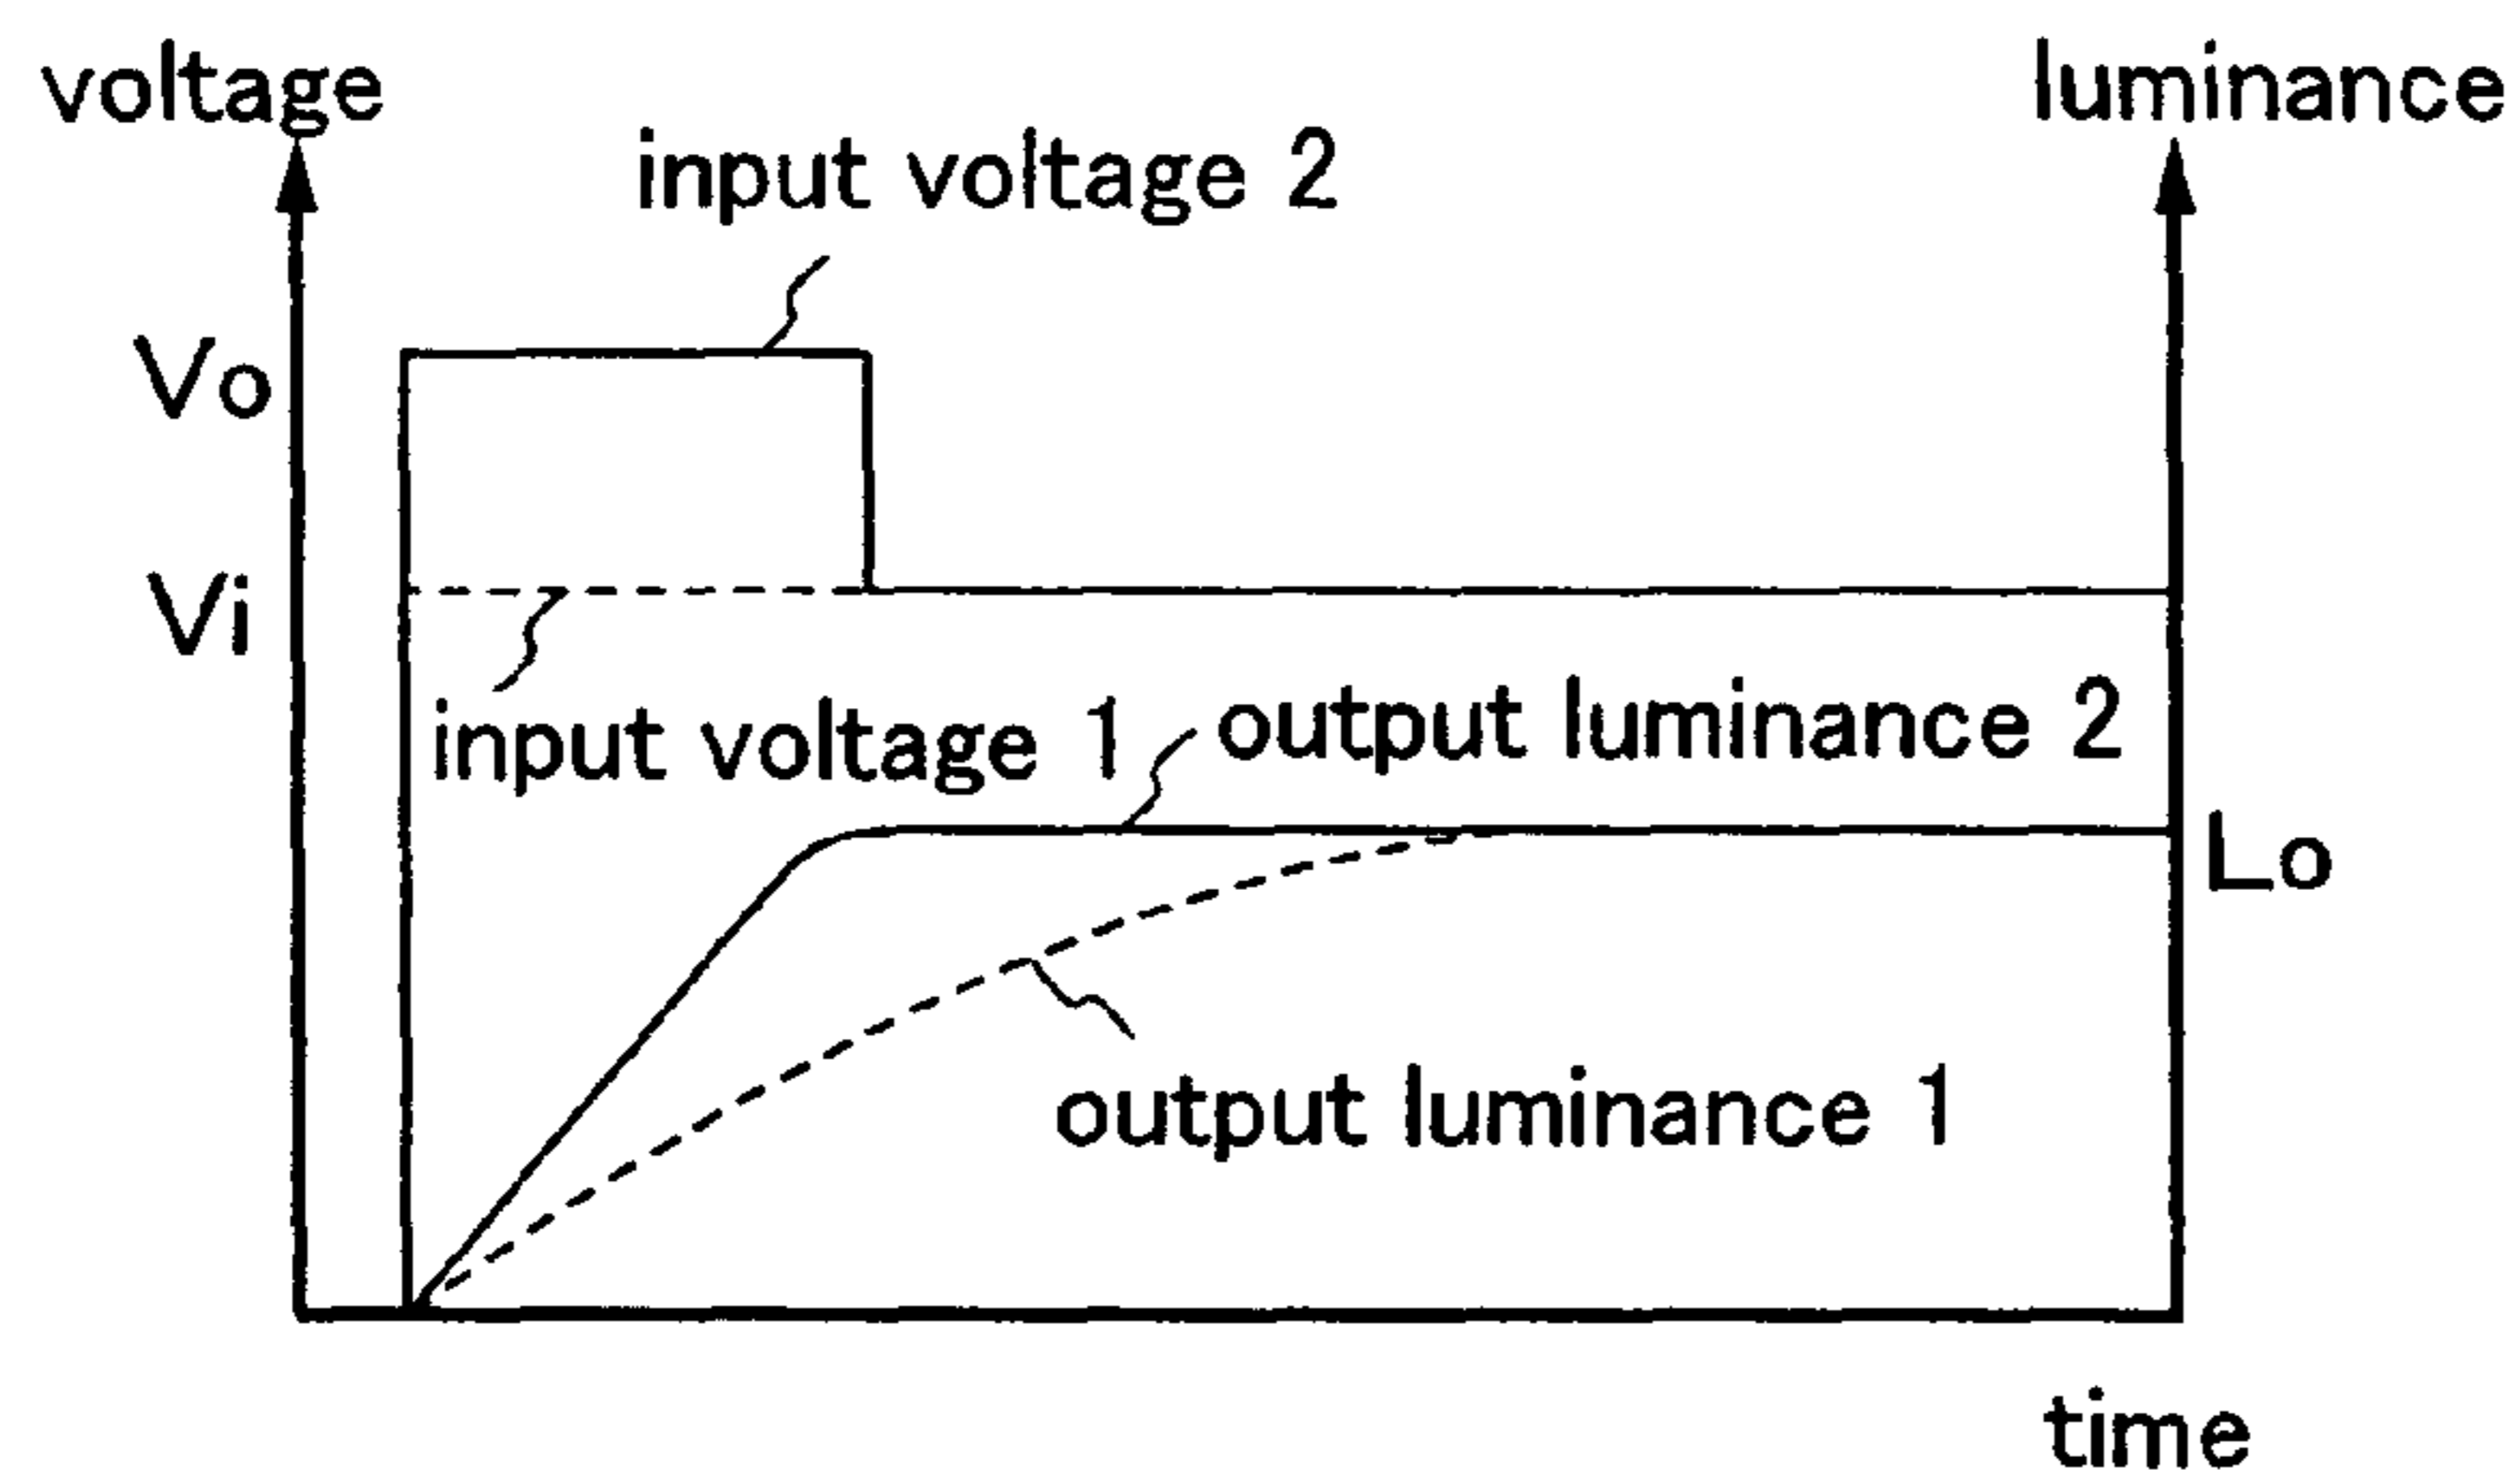 voltage
luminance
input voltage 2
Vo
Vi
input voltage 1
output luminance 2
Lo
output luminance 1
time